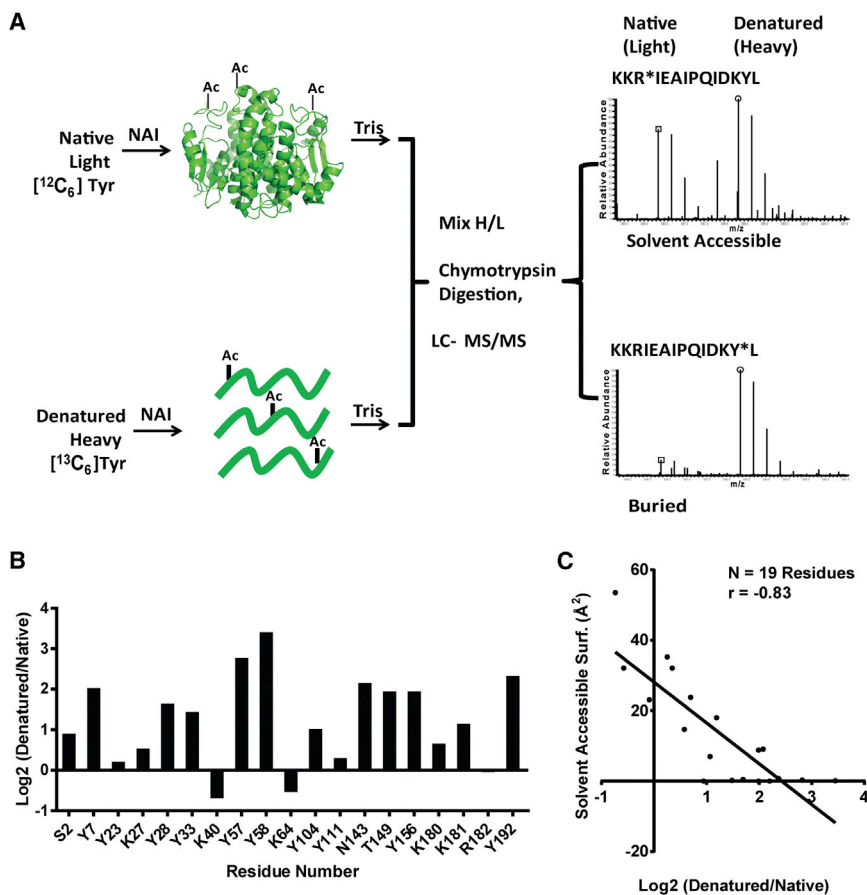 A
Native
(Light)
Denatured
(Heavy)
KKR*IEAIPQIDKYL
Ac
Ac
Ac
Native
Light
[¹²C₆] Tyr
NAI
Tris
Relative Abundance
m/z
Solvent Accessible
Mix H/L
Chymotrypsin
Digestion,
LC- MS/MS
KKRIEAIPQIDKY*L
Ac
Ac
Ac
Denatured
Heavy
[¹³C₆]Tyr
NAI
Tris
Relative Abundance
m/z
Buried
B
Log2 (Denatured/Native)
4
3
2
1
0
-1
S2
Y7
Y23
K27
Y28
Y33
K40
Y57
Y58
K64
Y104
Y111
N143
T149
Y156
K180
K181
R182
Y192
Residue Number
C
N = 19 Residues
r = -0.83
Solvent Accessible Surf. (Å²)
60
40
20
0
-20
-1
0
1
2
3
4
Log2 (Denatured/Native)